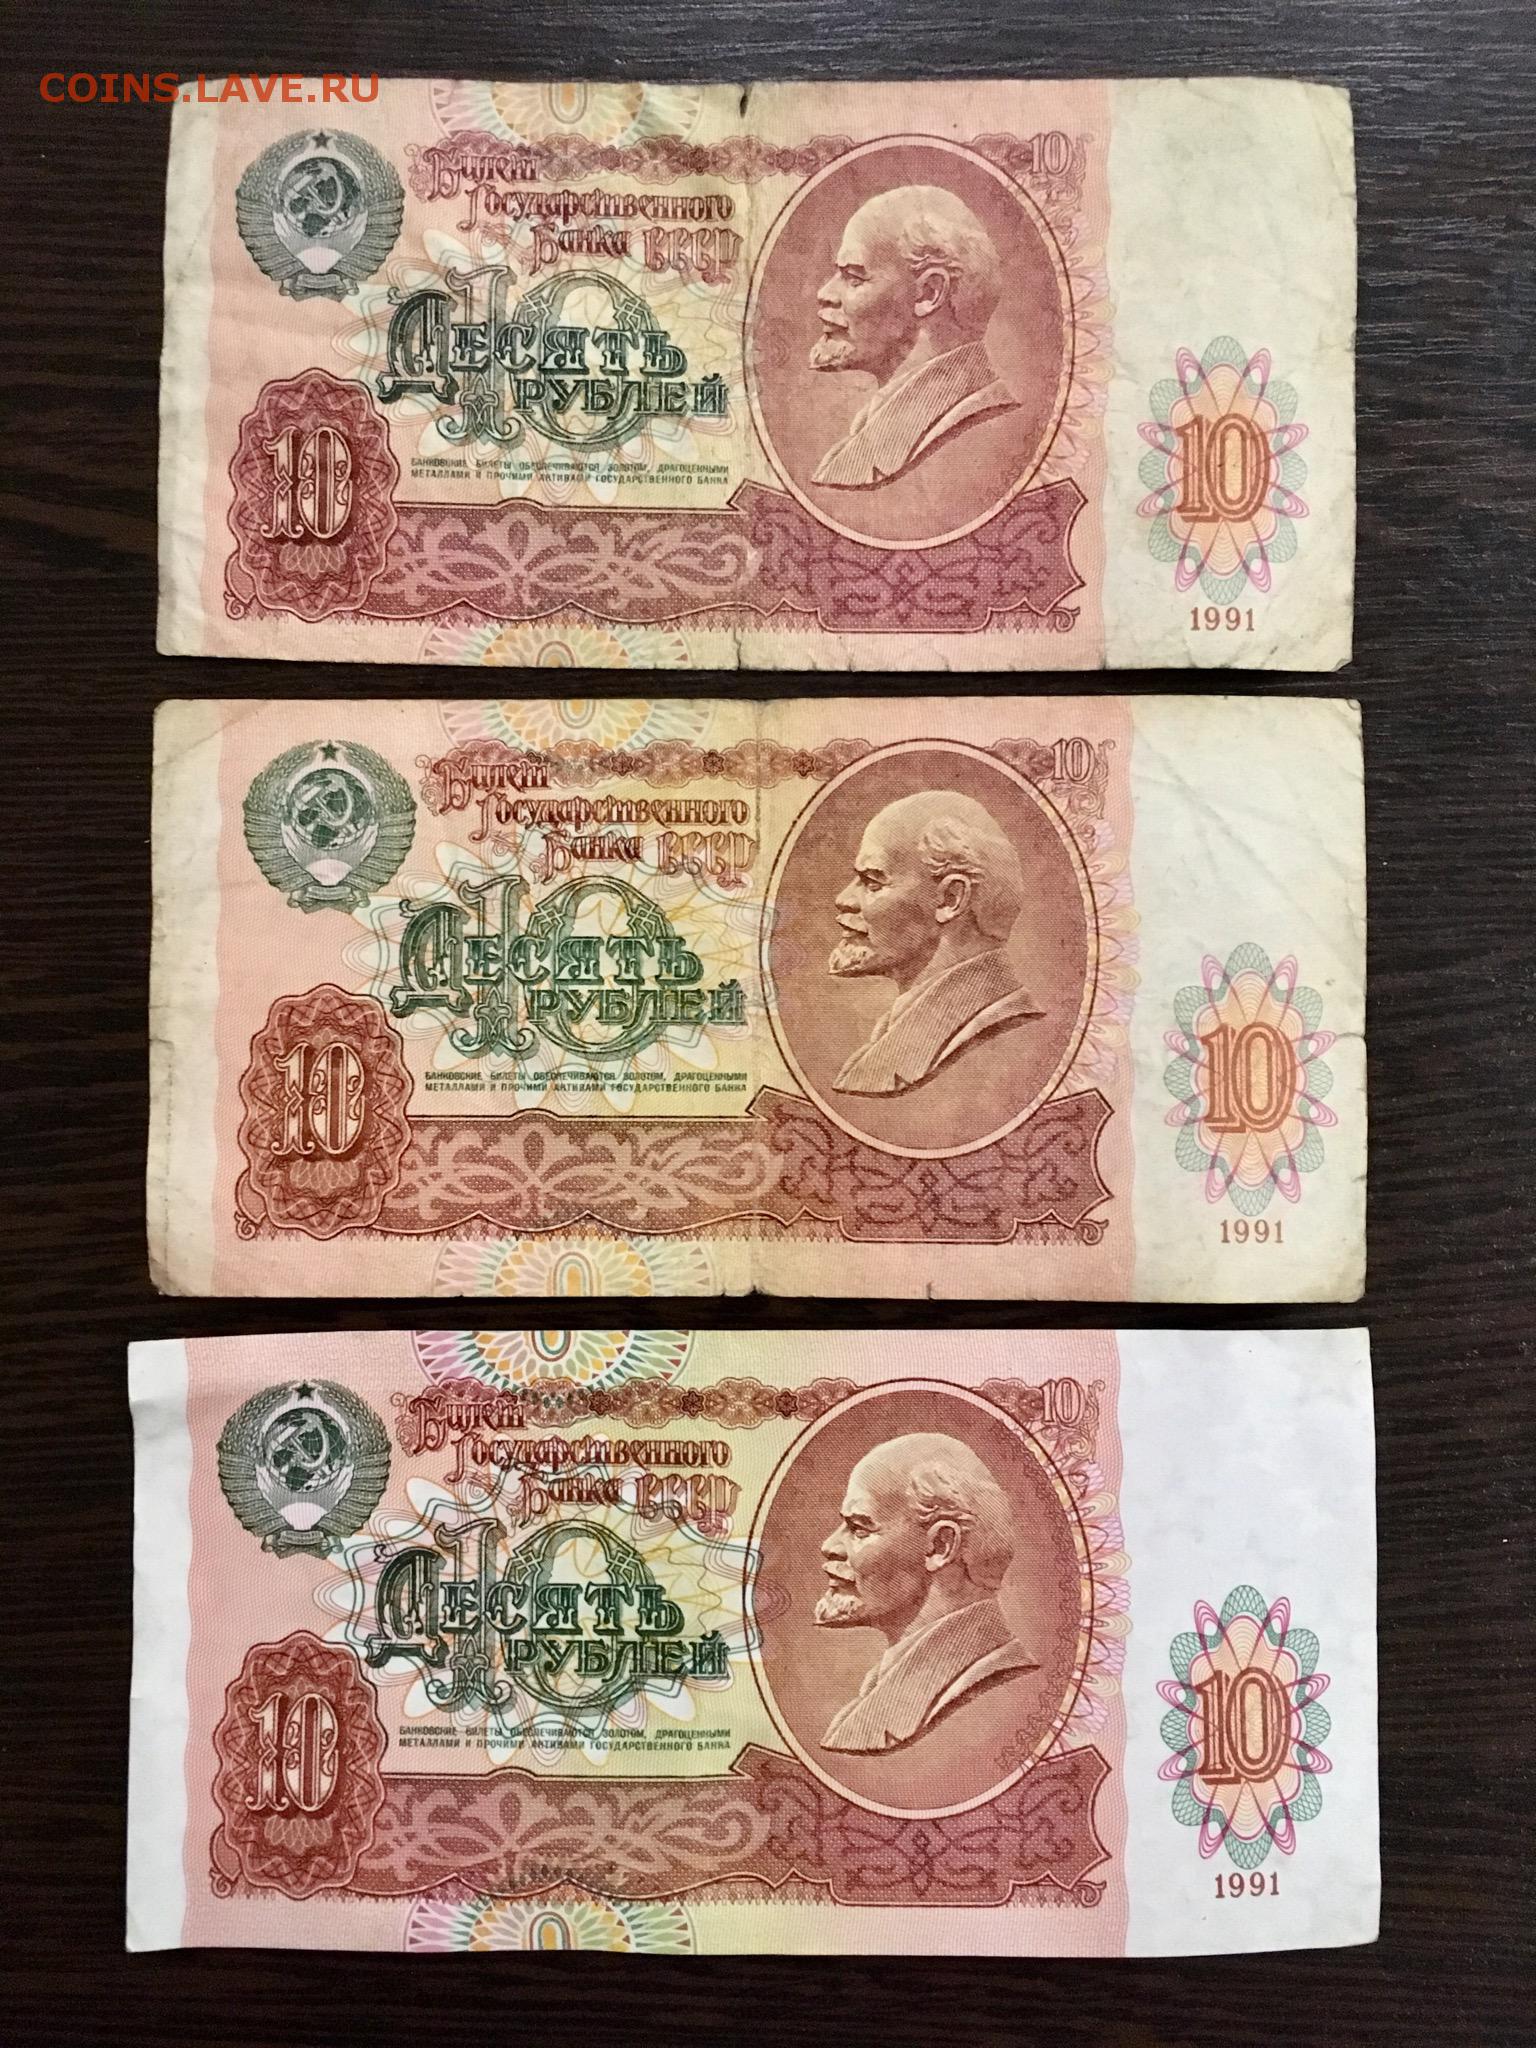 COINS.LAVE.RU
10
Билет
Государственного
Банка СССР
10
Десять
рублей
БАНКОВСКИЕ БИЛЕТЫ ОБЕСПЕЧИВАЮТСЯ ЗОЛОТОМ, ДРАГОЦЕННЫМИ
МЕТАЛЛАМИ И ПРОЧИМИ АКТИВАМИ ГОСУДАРСТВЕННОГО БАНКА
10
10
1991
10
Билет
Государственного
Банка СССР
10
Десять
рублей
БАНКОВСКИЕ БИЛЕТЫ ОБЕСПЕЧИВАЮТСЯ ЗОЛОТОМ, ДРАГОЦЕННЫМИ
МЕТАЛЛАМИ И ПРОЧИМИ АКТИВАМИ ГОСУДАРСТВЕННОГО БАНКА
10
10
1991
10
Билет
Государственного
Банка СССР
10
Десять
рублей
БАНКОВСКИЕ БИЛЕТЫ ОБЕСПЕЧИВАЮТСЯ ЗОЛОТОМ, ДРАГОЦЕННЫМИ
МЕТАЛЛАМИ И ПРОЧИМИ АКТИВАМИ ГОСУДАРСТВЕННОГО БАНКА
10
10
1991